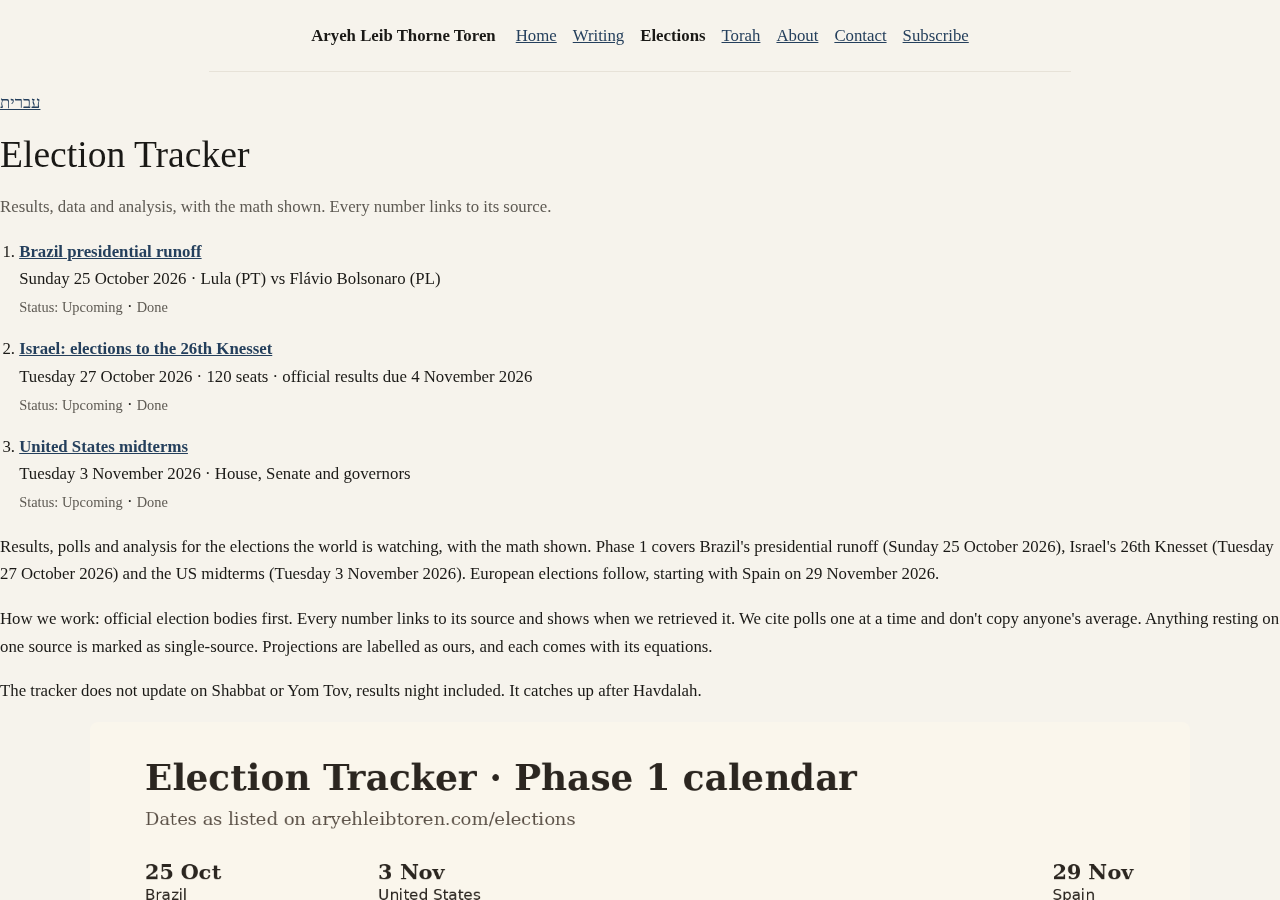 Aryeh Leib Thorne Toren Home Writing Elections Torah About Contact Subscribe
עברית
Election Tracker
Results, data and analysis, with the math shown. Every number links to its source.
1. Brazil presidential runoff
Sunday 25 October 2026 · Lula (PT) vs Flávio Bolsonaro (PL)
Status: Upcoming · Done
2. Israel: elections to the 26th Knesset
Tuesday 27 October 2026 · 120 seats · official results due 4 November 2026
Status: Upcoming · Done
3. United States midterms
Tuesday 3 November 2026 · House, Senate and governors
Status: Upcoming · Done
Results, polls and analysis for the elections the world is watching, with the math shown. Phase 1 covers Brazil's presidential runoff (Sunday 25 October 2026), Israel's 26th Knesset (Tuesday
27 October 2026) and the US midterms (Tuesday 3 November 2026). European elections follow, starting with Spain on 29 November 2026.
How we work: official election bodies first. Every number links to its source and shows when we retrieved it. We cite polls one at a time and don't copy anyone's average. Anything resting on
one source is marked as single-source. Projections are labelled as ours, and each comes with its equations.
The tracker does not update on Shabbat or Yom Tov, results night included. It catches up after Havdalah.
Election Tracker · Phase 1 calendar
Dates as listed on aryehleibtoren.com/elections
25 Oct 3 Nov 29 Nov
Brazil United States Spain